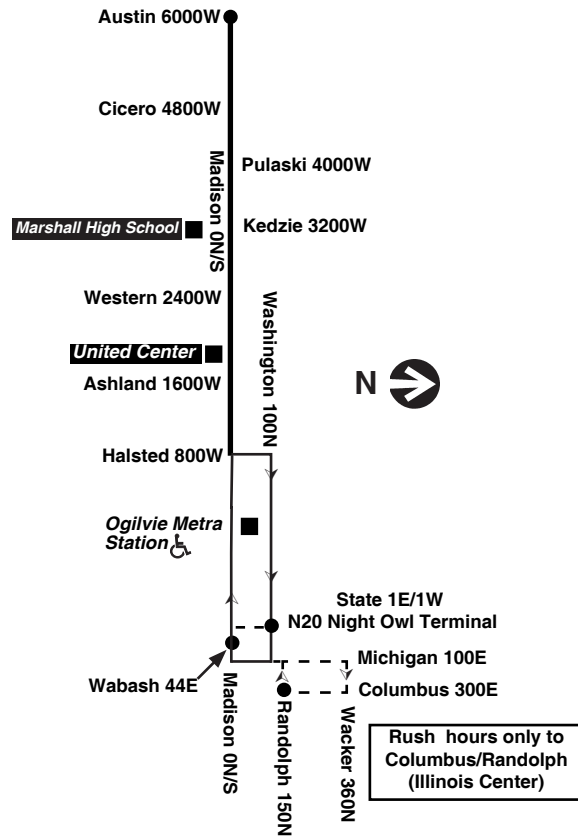 Austin 6000W
Cicero 4800W
Madison 0N/S
Pulaski 4000W
Marshall High School
Kedzie 3200W
Western 2400W
Washington 100N
United Center
Ashland 1600W
N
Halsted 800W
Ogilvie Metra
Station
State 1E/1W
N20 Night Owl Terminal
Michigan 100E
Wabash 44E
Columbus 300E
Madison 0N/S
Randolph 150N
Wacker 360N
Rush hours only to
Columbus/Randolph
(Illinois Center)